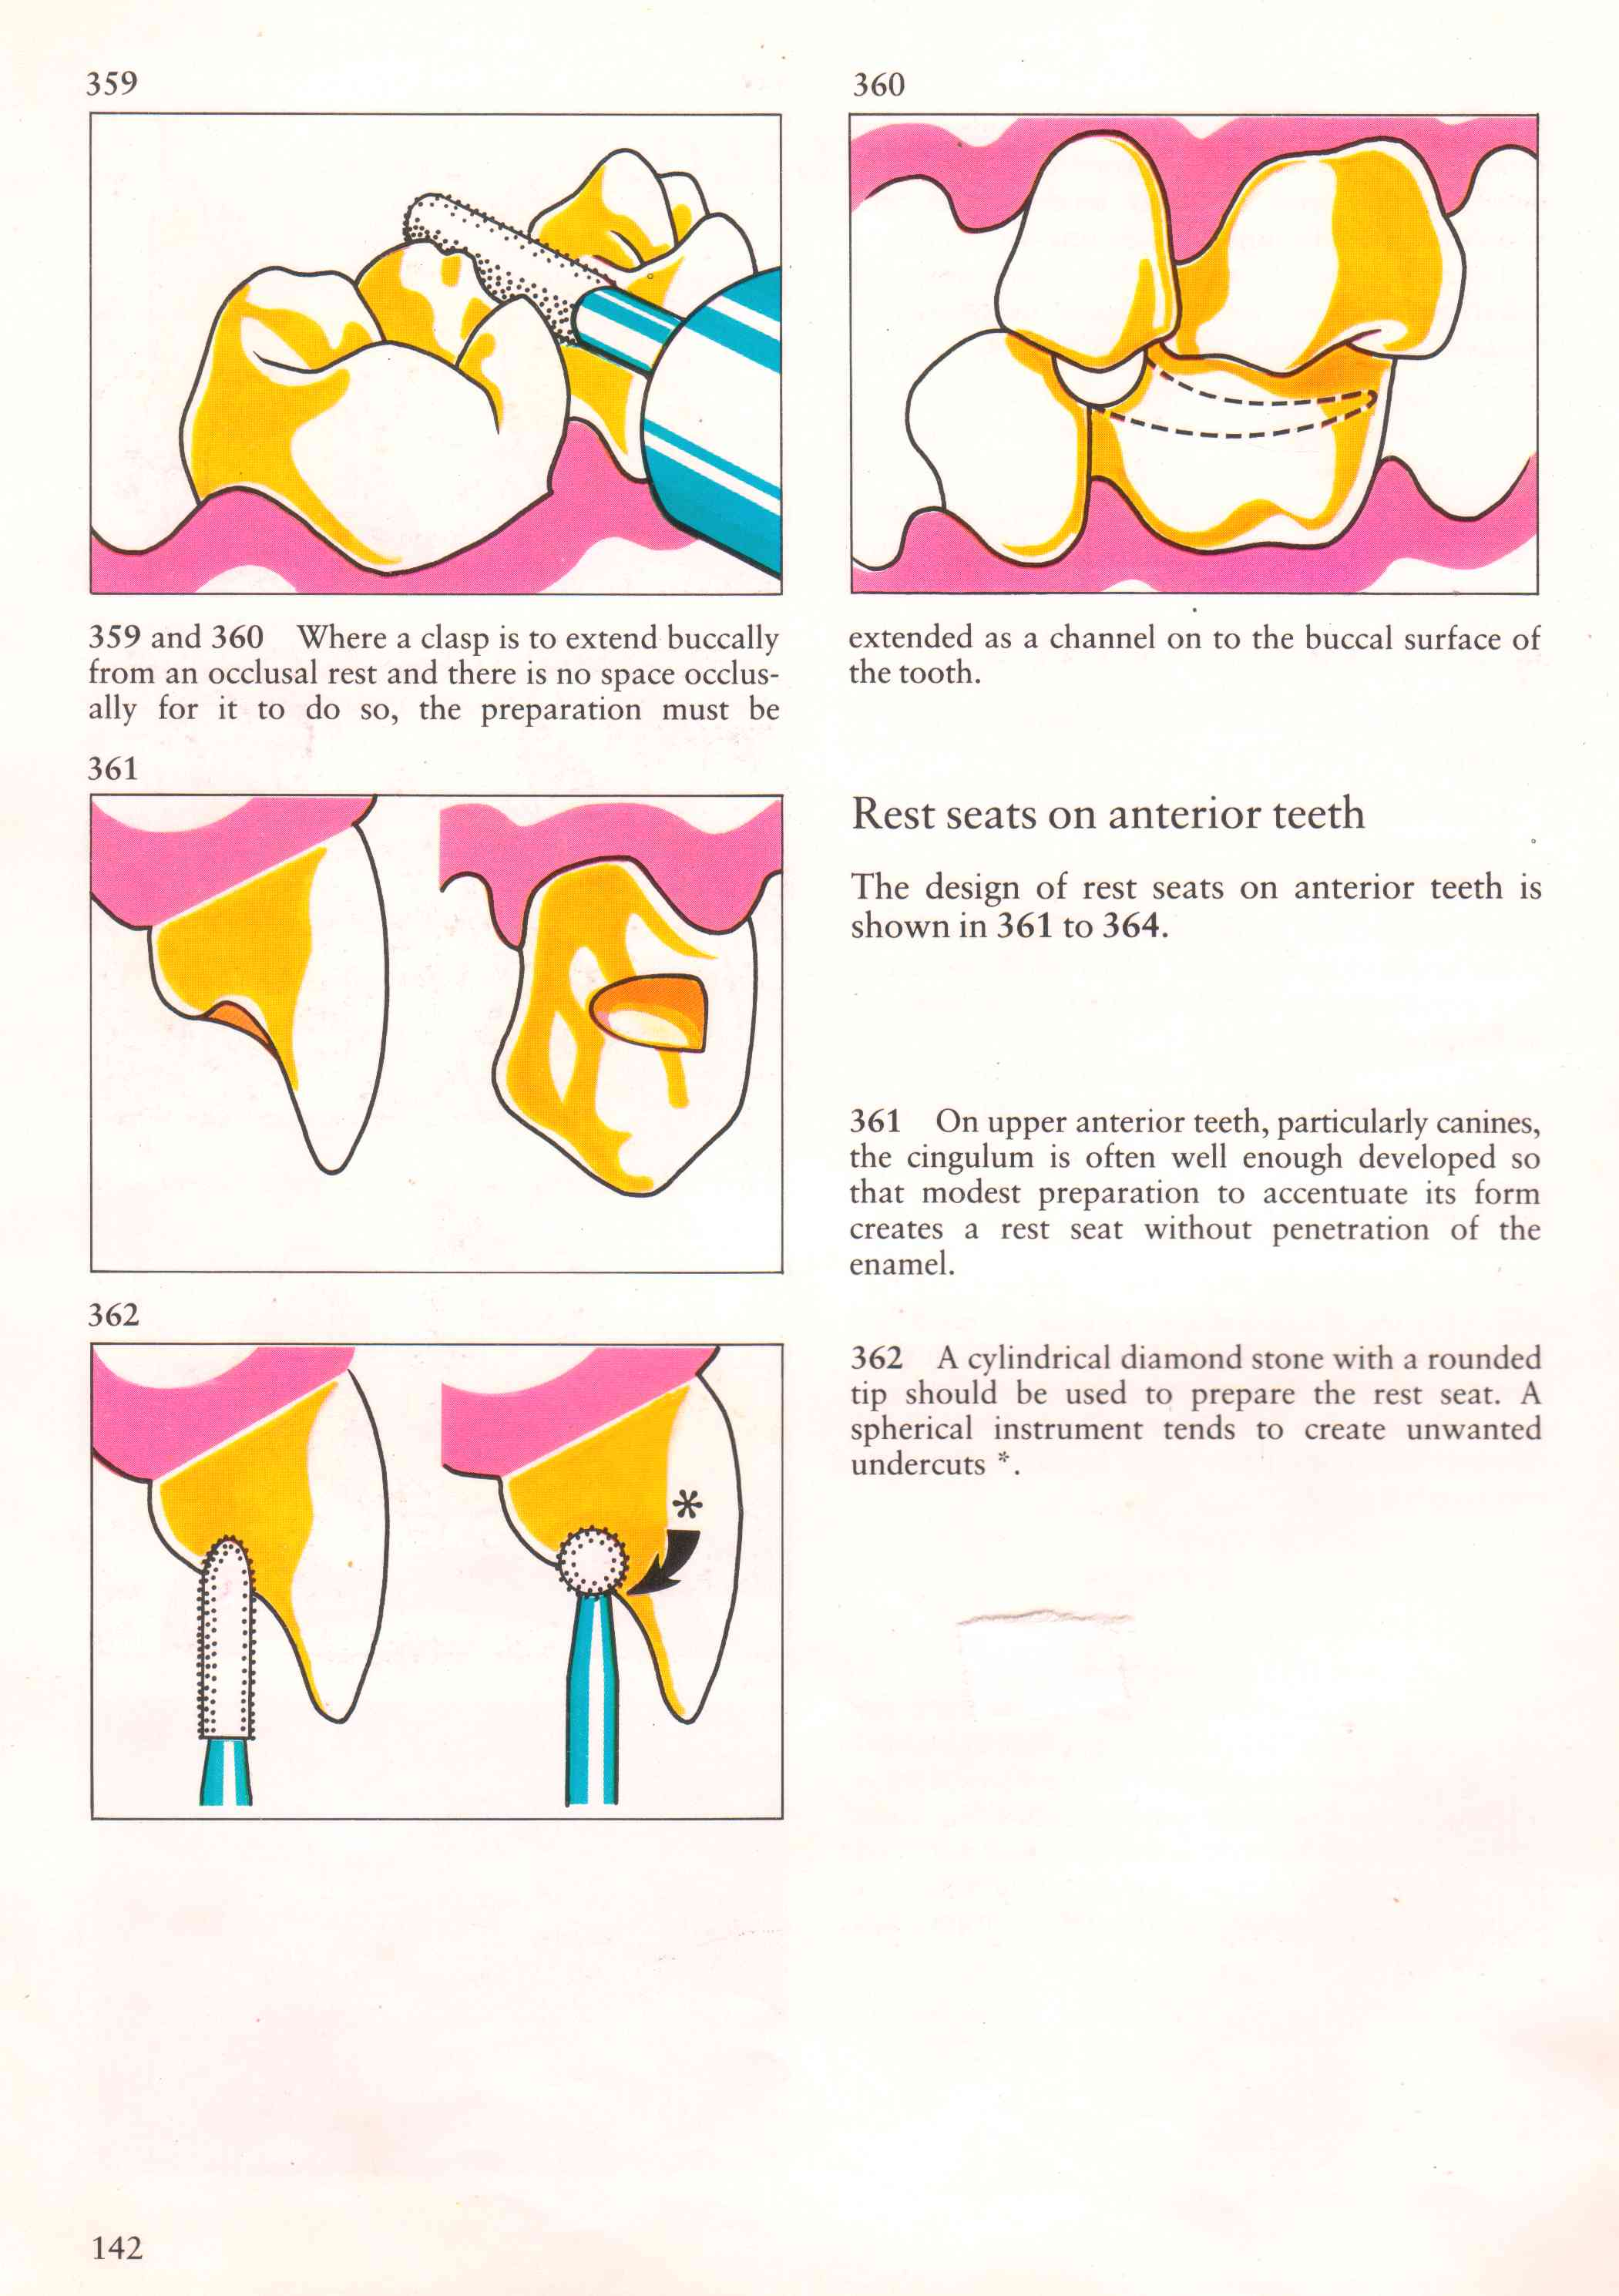 359
360
359 and 360 Where a clasp is to extend buccally
from an occlusal rest and there is no space occlus-
ally for it to do so, the preparation must be
extended as a channel on to the buccal surface of
the tooth.
361
Rest seats on anterior teeth
The design of rest seats on anterior teeth is
shown in 361 to 364.
361 On upper anterior teeth, particularly canines,
the cingulum is often well enough developed so
that modest preparation to accentuate its form
creates a rest seat without penetration of the
enamel.
362
*
362 A cylindrical diamond stone with a rounded
tip should be used to prepare the rest seat. A
spherical instrument tends to create unwanted
undercuts *.
142